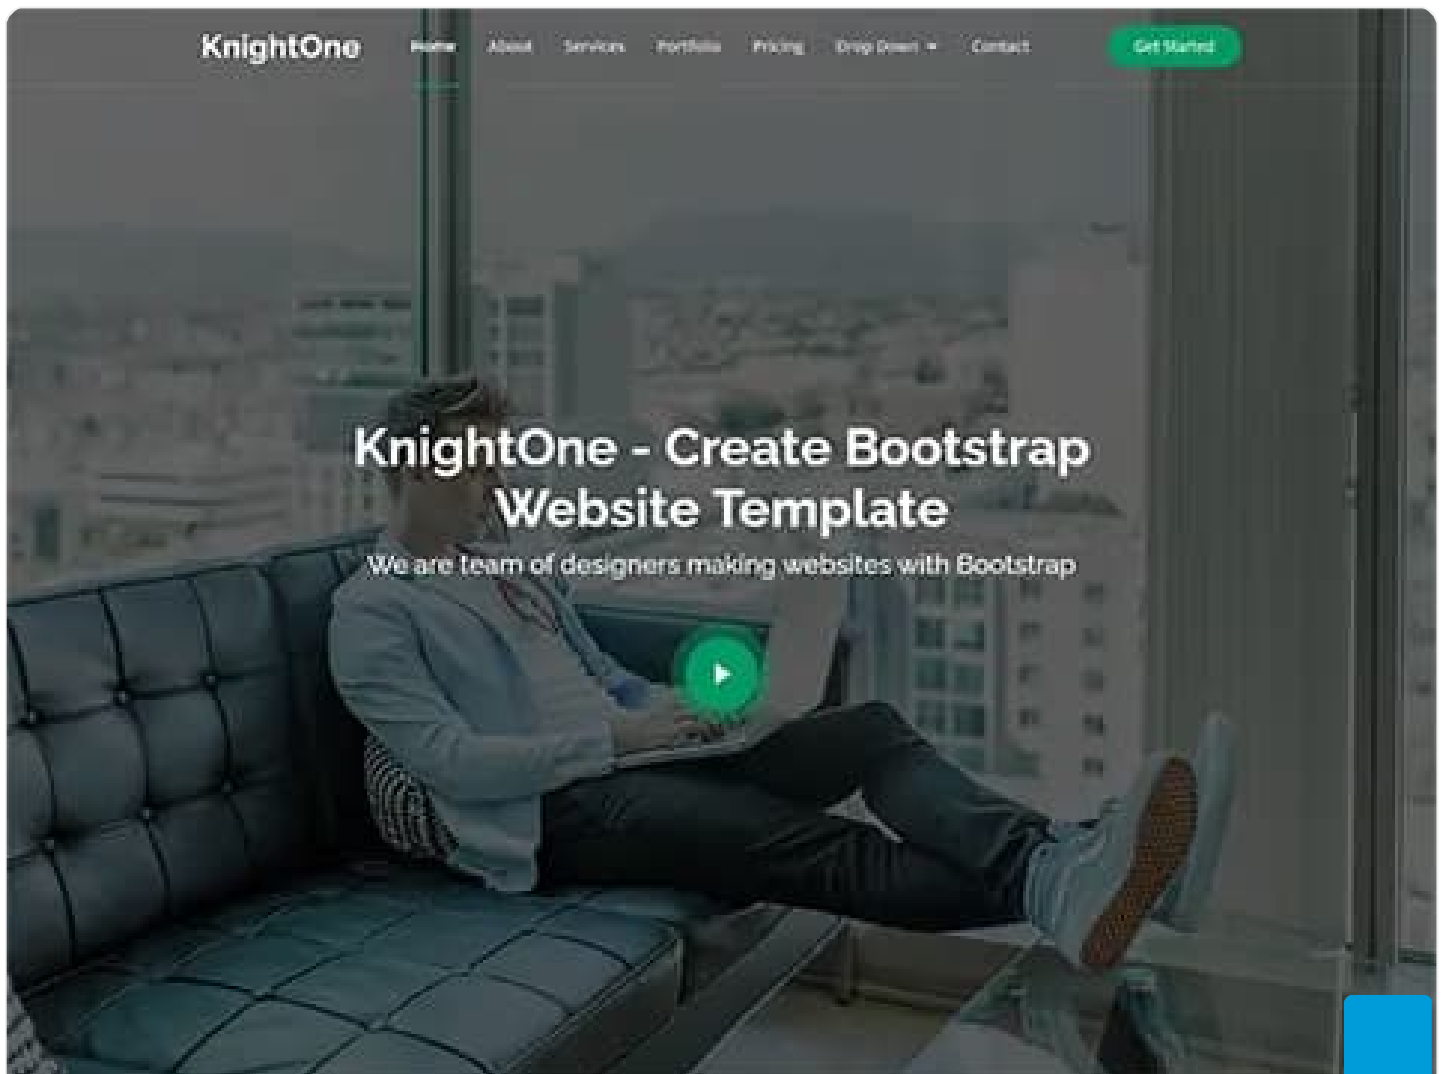 KnightOne
Home About Services Portfolio Pricing Drop Down Contact
Get Started
KnightOne - Create Bootstrap
Website Template
We are team of designers making websites with Bootstrap